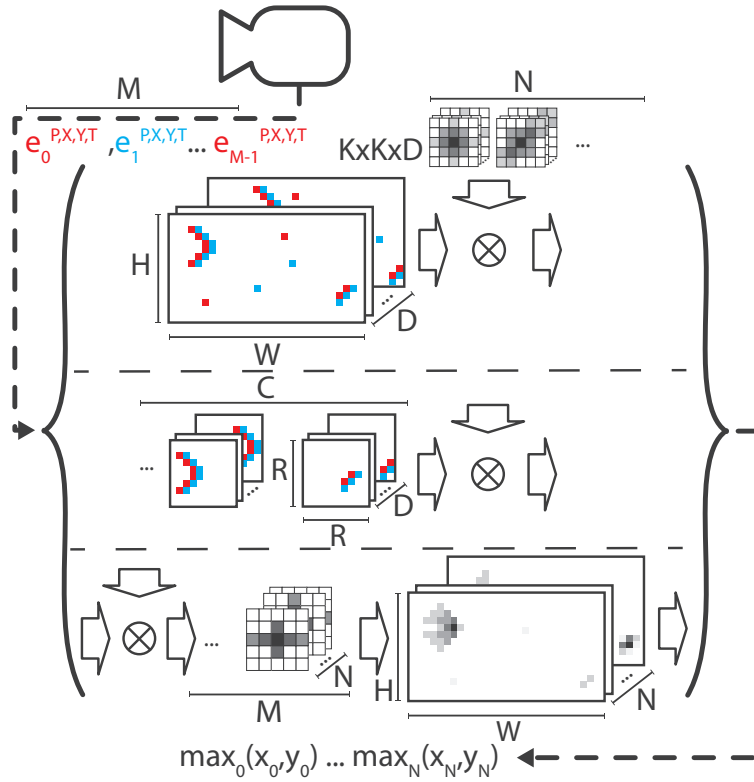 M
N
e0P,X,Y,T ,e1P,X,Y,T ... eM-1P,X,Y,T
KxKxD
...
H
...
D
W
C
...
R
...
D
R
...
...
N
M
H
...
N
W
max0(x0,y0) ... maxN(xN,yN)